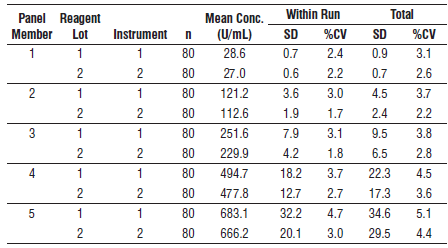 Panel Reagent Mean Conc. Within Run Total
Member Lot Instrument n (U/mL) SD %CV SD %CV
1 1 1 80 28.6 0.7 2.4 0.9 3.1
2 2 80 27.0 0.6 2.2 0.7 2.6
2 1 1 80 121.2 3.6 3.0 4.5 3.7
2 2 80 112.6 1.9 1.7 2.4 2.2
3 1 1 80 251.6 7.9 3.1 9.5 3.8
2 2 80 229.9 4.2 1.8 6.5 2.8
4 1 1 80 494.7 18.2 3.7 22.3 4.5
2 2 80 477.8 12.7 2.7 17.3 3.6
5 1 1 80 683.1 32.2 4.7 34.6 5.1
2 2 80 666.2 20.1 3.0 29.5 4.4